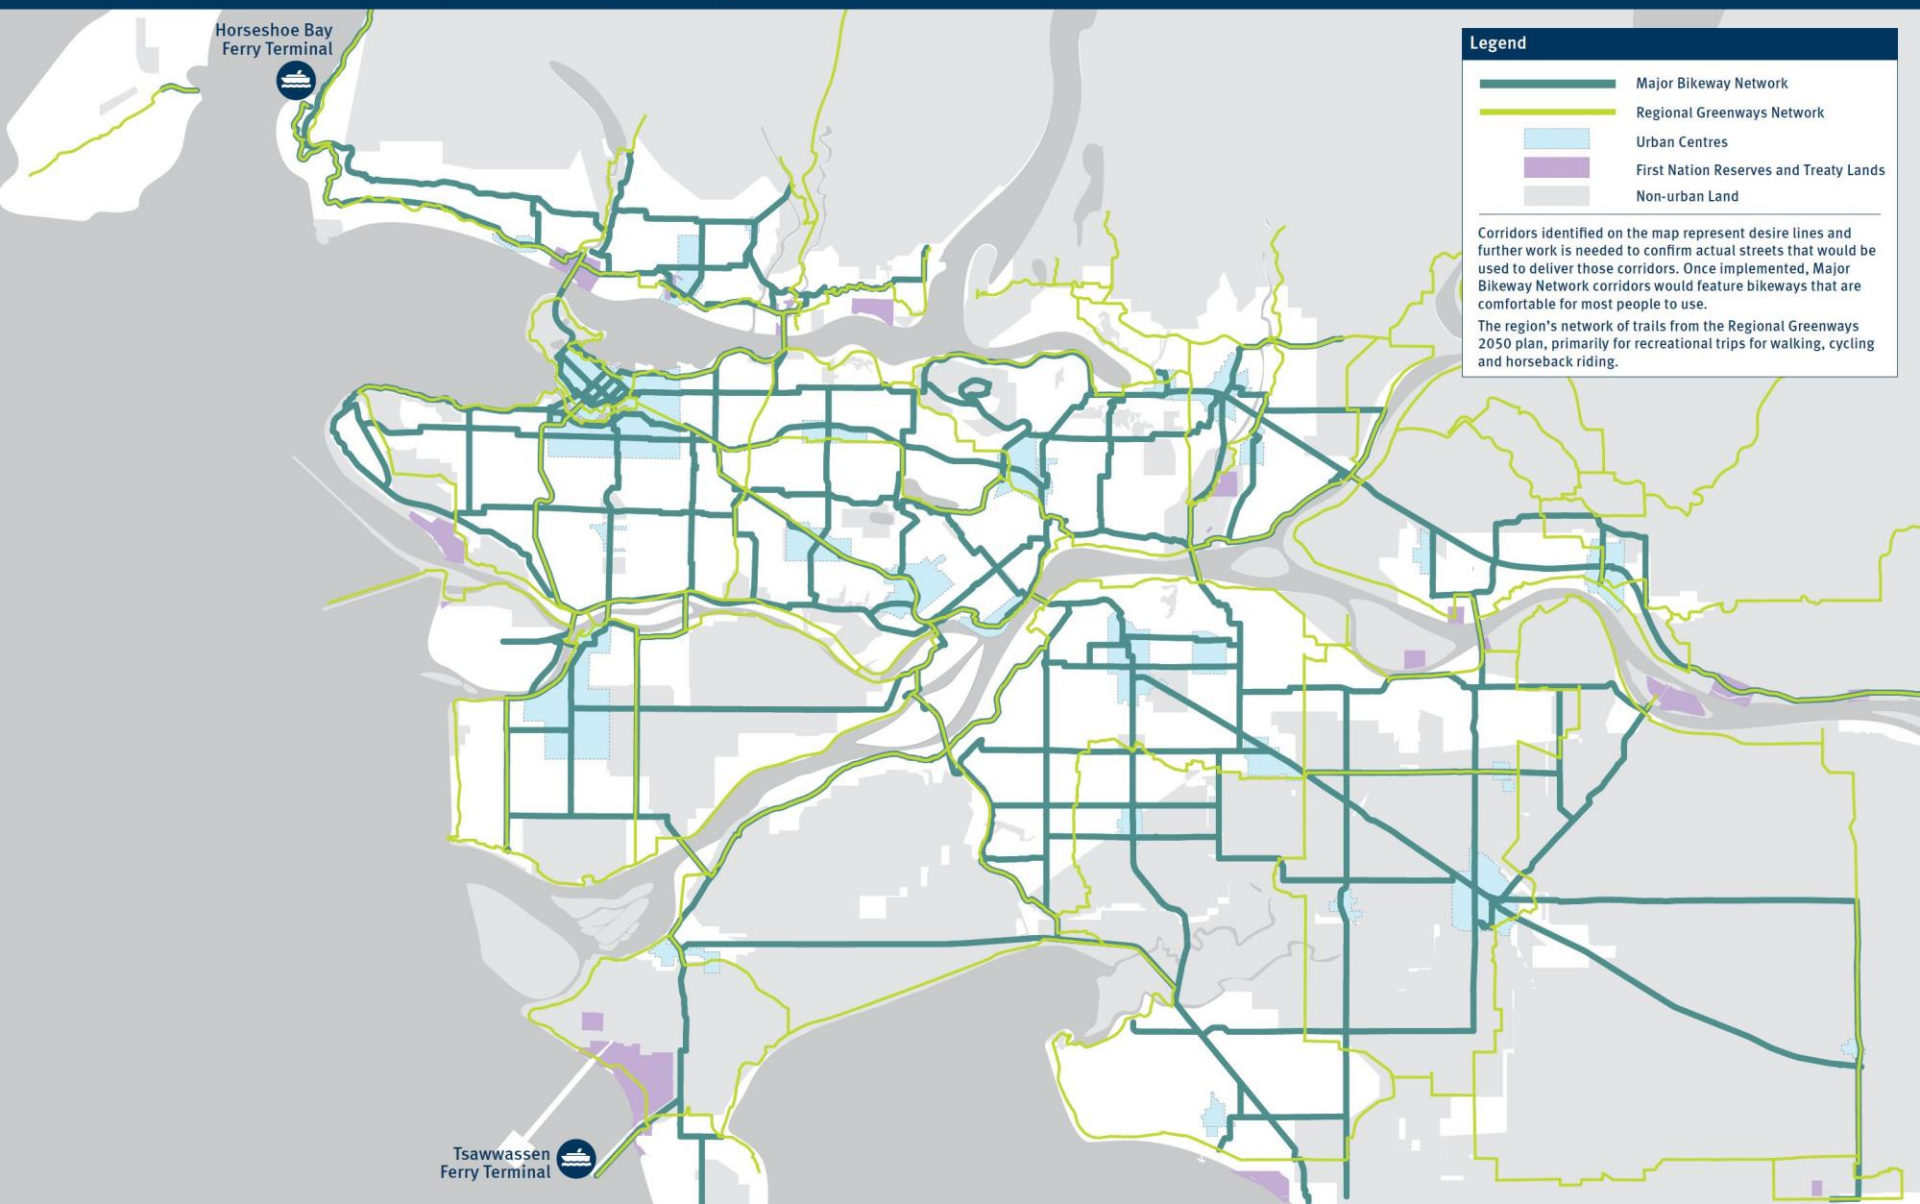 Horseshoe Bay
Ferry Terminal
Legend
Major Bikeway Network
Regional Greenways Network
Urban Centres
First Nation Reserves and Treaty Lands
Non-urban Land
Corridors identified on the map represent desire lines and
further work is needed to confirm actual streets that would be
used to deliver those corridors. Once implemented, Major
Bikeway Network corridors would feature bikeways that are
comfortable for most people to use.
The region's network of trails from the Regional Greenways
2050 plan, primarily for recreational trips for walking, cycling
and horseback riding.
Tsawwassen
Ferry Terminal